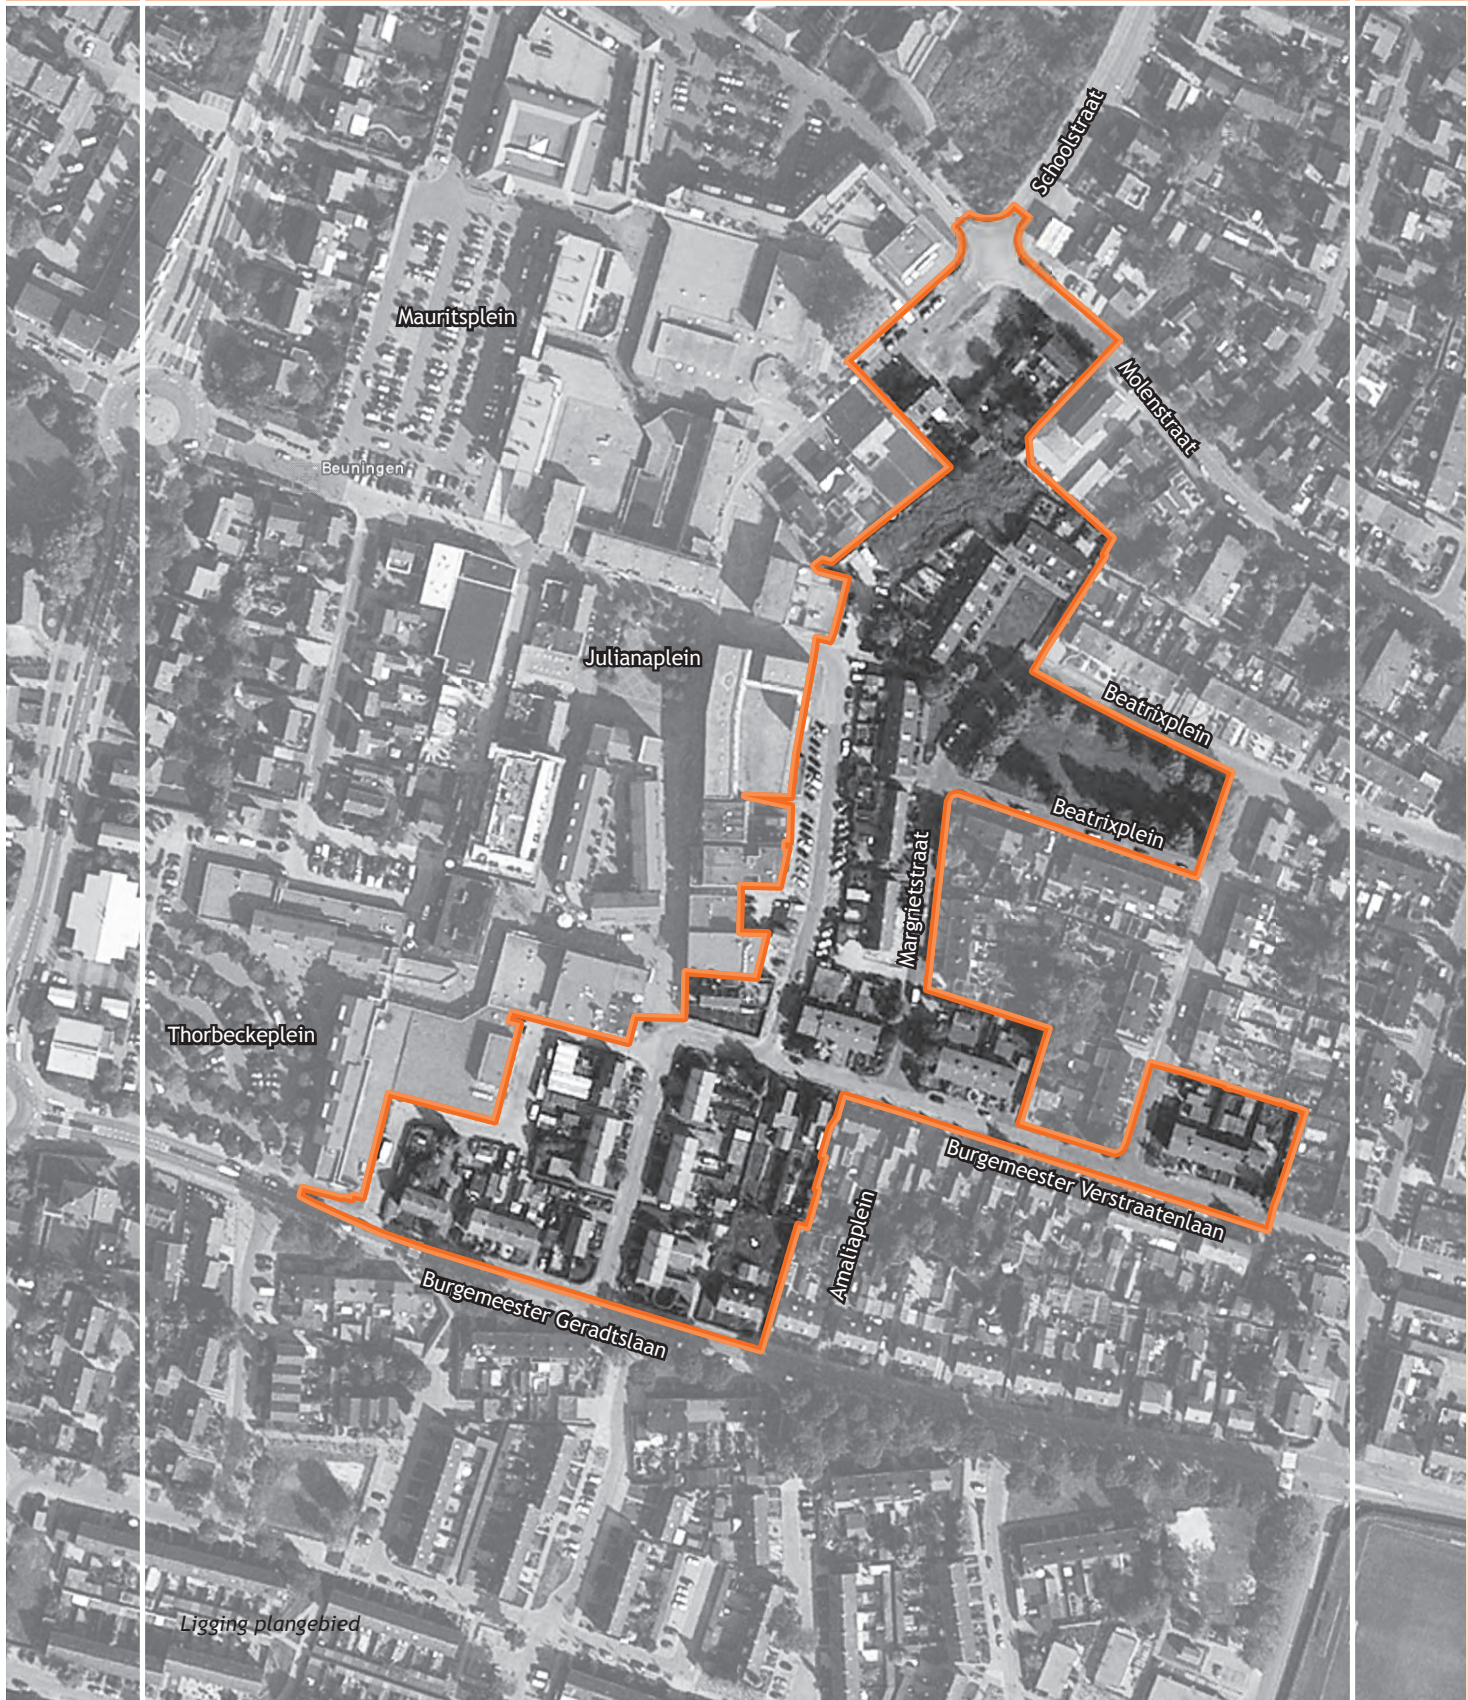 Schoolstraat
Mauritsplein
Molenstraat
Beuningen
Julianaplein
Beatrixplein
Beatrixplein
Margrietstraat
Thorbeckeplein
Burgemeester Verstraatenlaan
Amaliaplein
Burgemeester Geradtslaan
Ligging plangebied